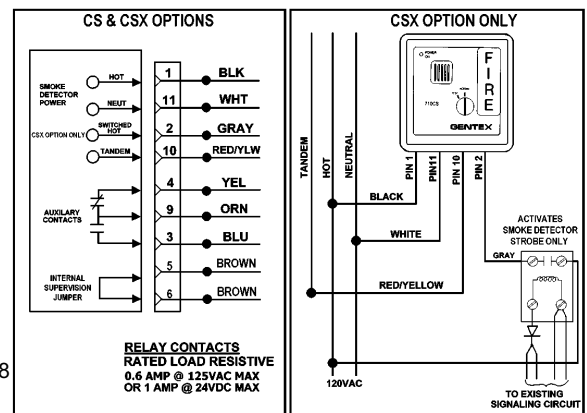 CS & CSX OPTIONS
SMOKE
DETECTOR
POWER
HOT
NEUT
CSX OPTION ONLY
SWITCHED
HOT
TANDEM
AUXILARY
CONTACTS
INTERNAL
SUPERVISION
JUMPER
1 BLK
11 WHT
2 GRAY
10 RED/YLW
4 YEL
9 ORN
3 BLU
5 BROWN
6 BROWN
RELAY CONTACTS
RATED LOAD RESISTIVE
0.6 AMP @ 125VAC MAX
OR 1 AMP @ 24VDC MAX
8
CSX OPTION ONLY
POWER
ON
FIRE
710CS
GENTEX
TANDEM
HOT
NEUTRAL
PIN 1
PIN11
PIN 10
PIN 2
BLACK
WHITE
RED/YELLOW
GRAY
ACTIVATES
SMOKE DETECTOR
STROBE ONLY
120VAC
TO EXISTING
SIGNALING CIRCUIT